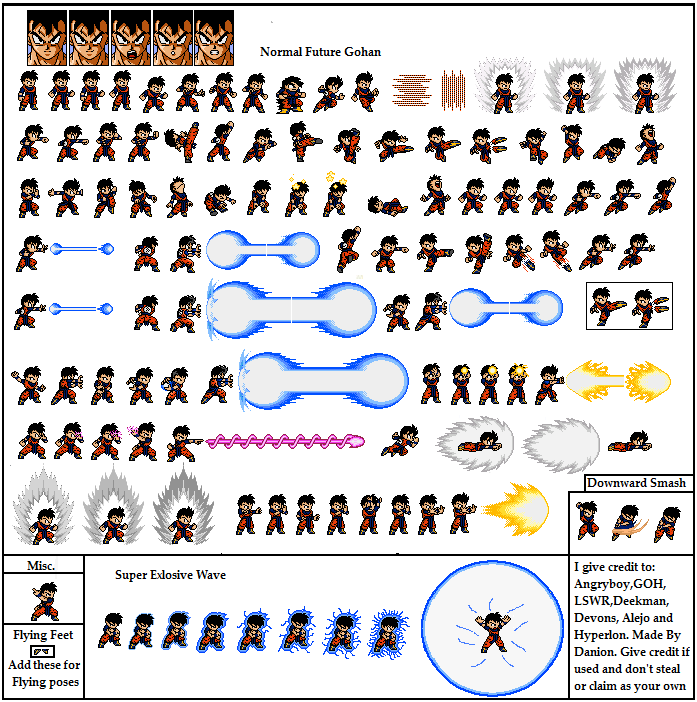 Normal Future Gohan
Downward Smash
Misc.
Super Exlosive Wave
Flying Feet
Add these for
Flying poses
I give credit to:
Angryboy,GOH,
LSWR,Deekman,
Devons, Alejo and
Hyperlon. Made By
Danion. Give credit if
used and don't steal
or claim as your own